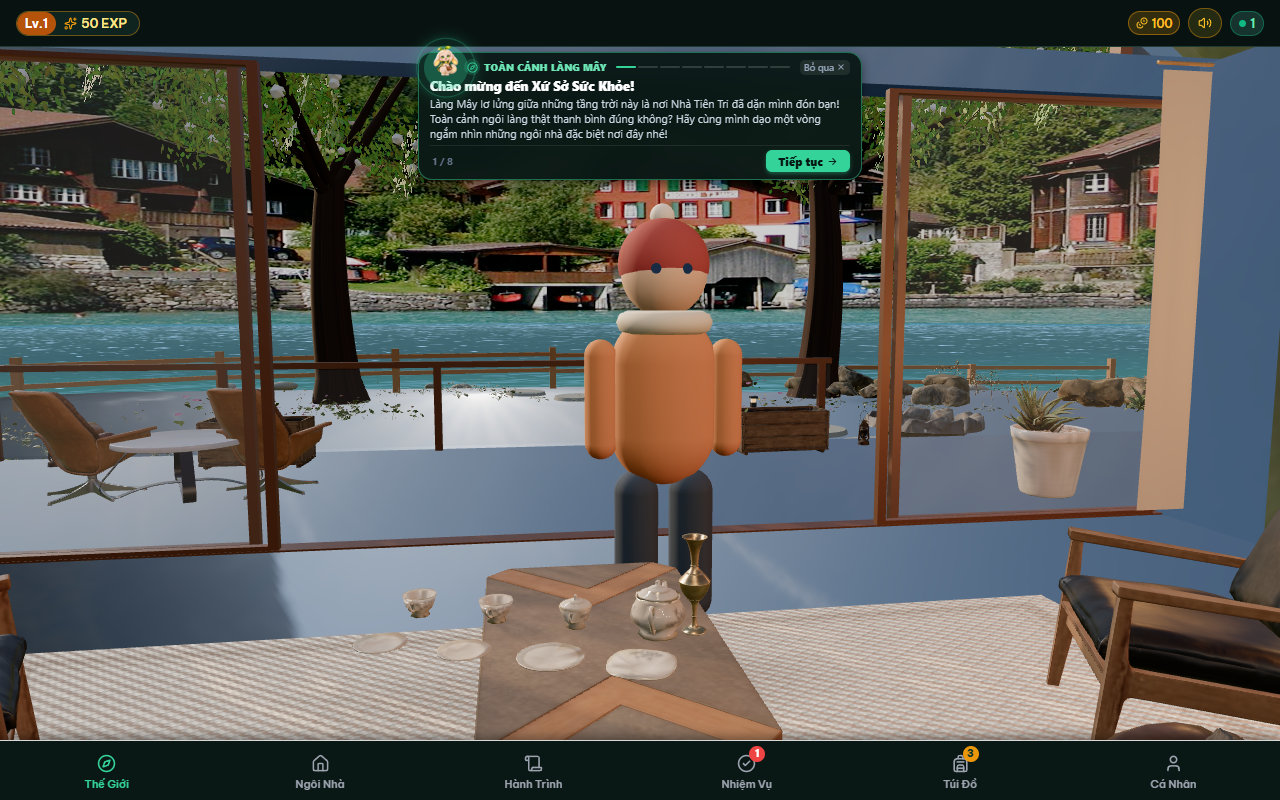 Lv.1
50 EXP
100
1
TOÀN CẢNH LÀNG MÂY
Bỏ qua ×
Chào mừng đến Xứ Sở Sức Khỏe!
Làng Mây lơ lửng giữa những tầng trời này là nơi Nhà Tiên Tri đã dặn mình đón bạn!
Toàn cảnh ngôi làng thật thanh bình đúng không? Hãy cùng mình dạo một vòng
ngắm nhìn những ngôi nhà đặc biệt nơi đây nhé!
1 / 8
Tiếp tục →
Thế Giới
Ngôi Nhà
Hành Trình
1
Nhiệm Vụ
3
Túi Đồ
Cá Nhân